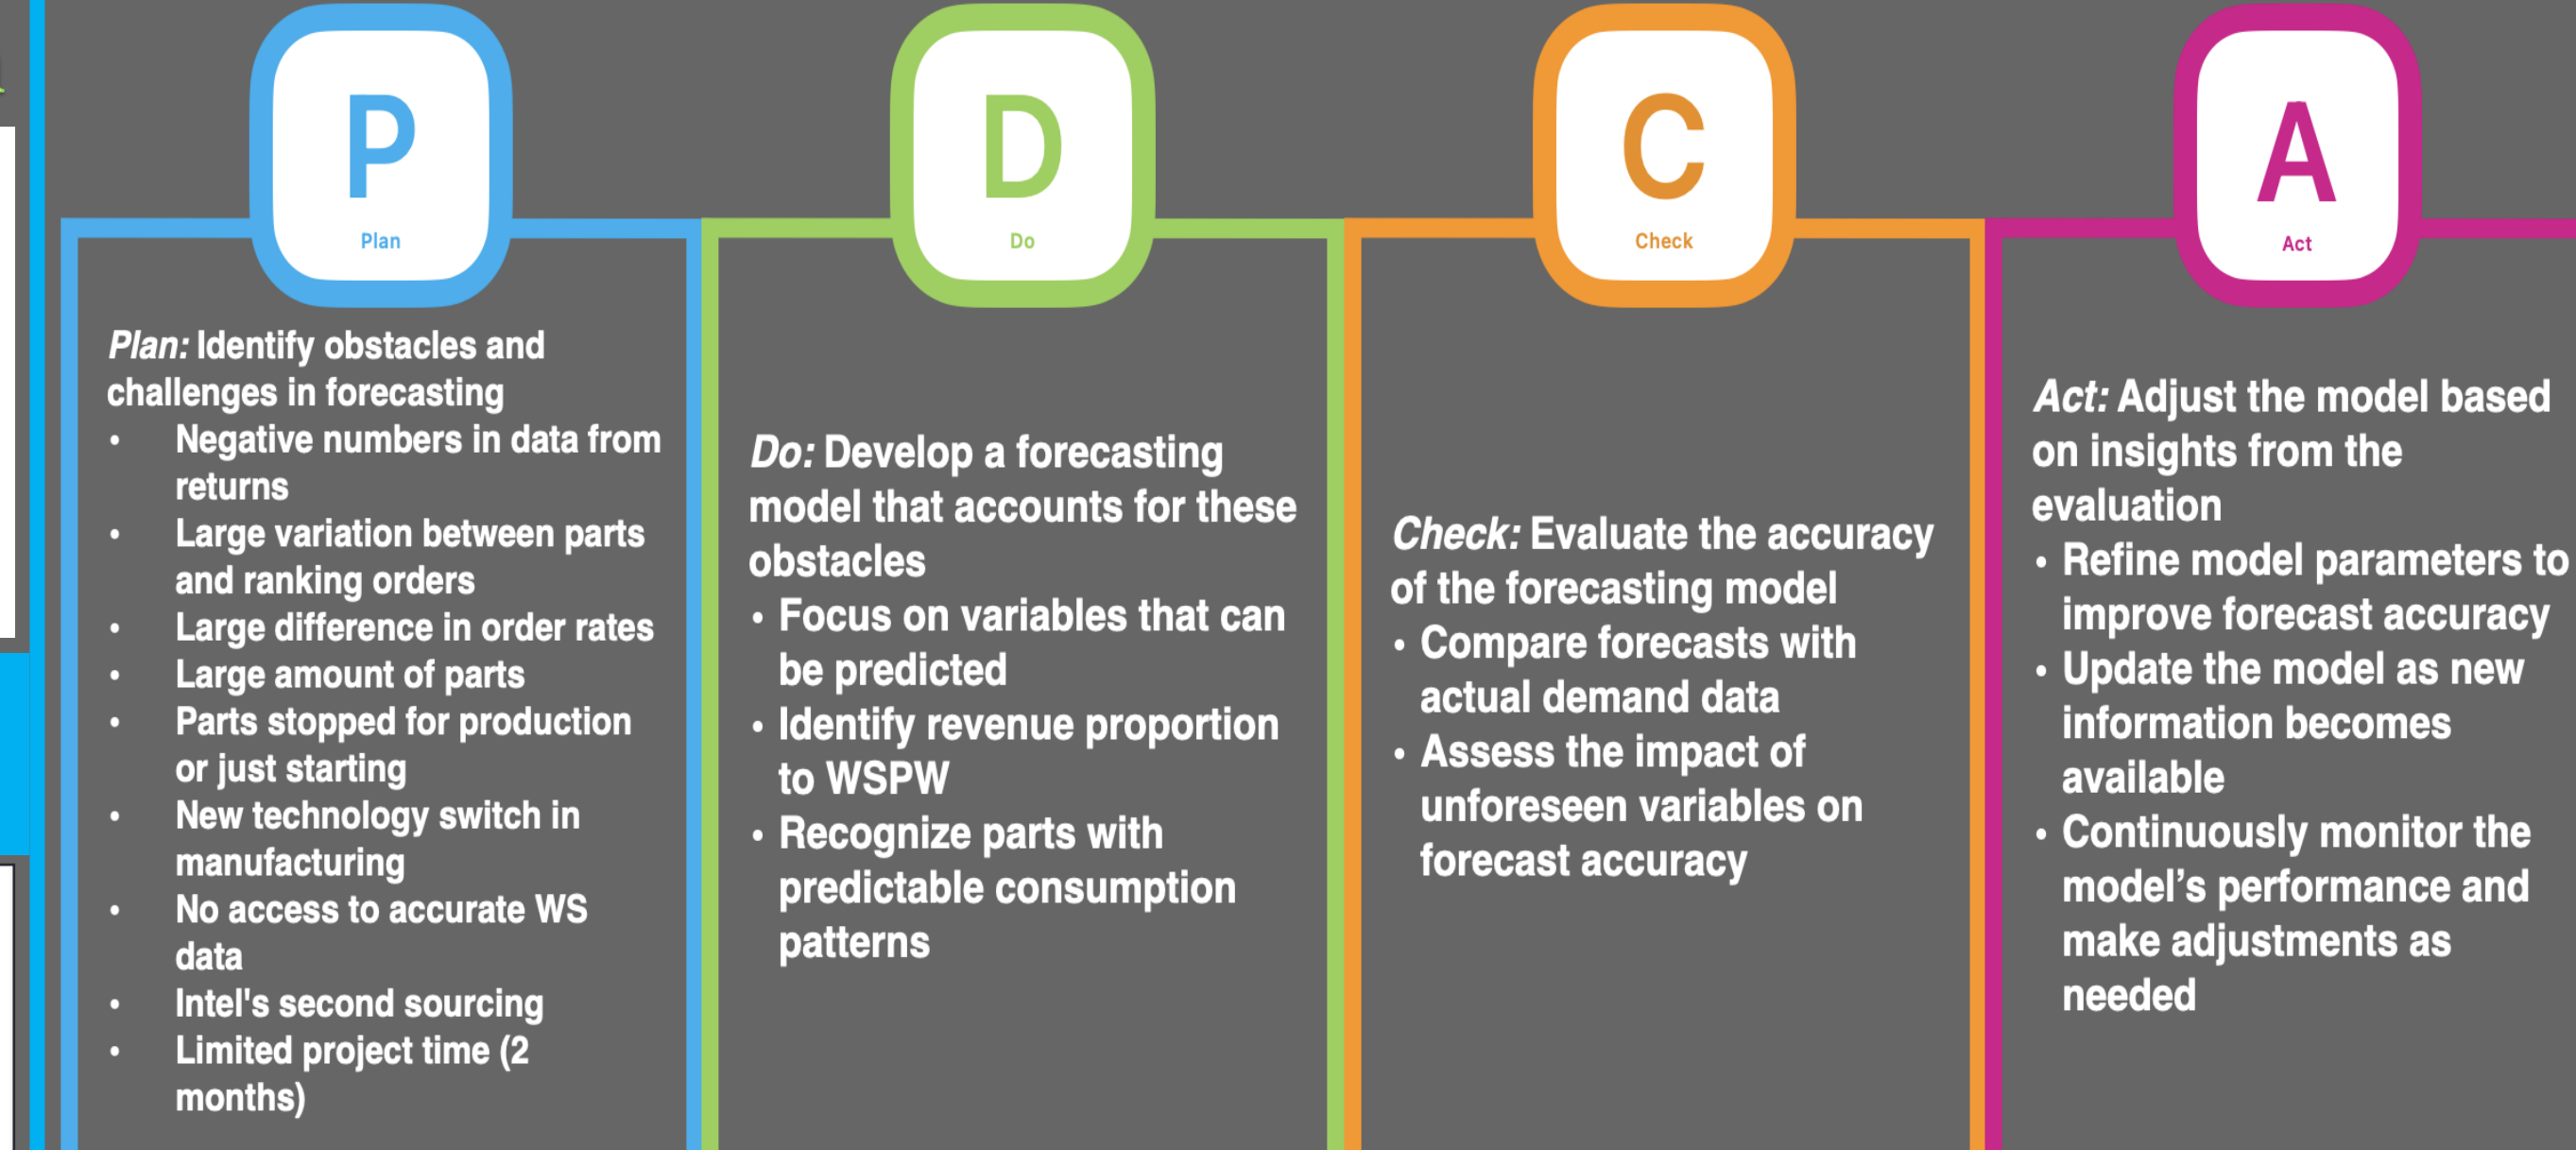 P
Plan
Plan: Identify obstacles and
challenges in forecasting
• Negative numbers in data from
returns
• Large variation between parts
and ranking orders
• Large difference in order rates
• Large amount of parts
• Parts stopped for production
or just starting
• New technology switch in
manufacturing
• No access to accurate WS
data
• Intel's second sourcing
• Limited project time (2
months)
D
Do
Do: Develop a forecasting
model that accounts for these
obstacles
• Focus on variables that can
be predicted
• Identify revenue proportion
to WSPW
• Recognize parts with
predictable consumption
patterns
C
Check
Check: Evaluate the accuracy
of the forecasting model
• Compare forecasts with
actual demand data
• Assess the impact of
unforeseen variables on
forecast accuracy
A
Act
Act: Adjust the model based
on insights from the
evaluation
• Refine model parameters to
improve forecast accuracy
• Update the model as new
information becomes
available
• Continuously monitor the
model’s performance and
make adjustments as
needed